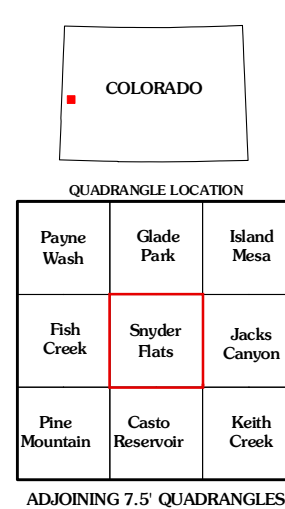 COLORADO
QUADRANGLE LOCATION
Payne
Wash
Glade
Park
Island
Mesa
Fish
Creek
Snyder
Flats
Jacks
Canyon
Pine
Mountain
Casto
Reservoir
Keith
Creek
ADJOINING 7.5' QUADRANGLES